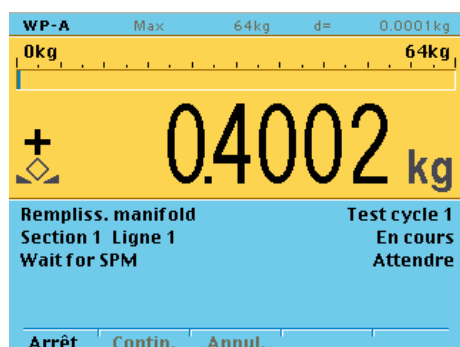 WP-A Max 64kg d= 0.0001kg
0kg 64kg
+ 0.4002 kg
Rempliss. manifold Test cycle 1
Section 1 Ligne 1 En cours
Wait for SPM Attendre
Arrêt Contin. Annul.